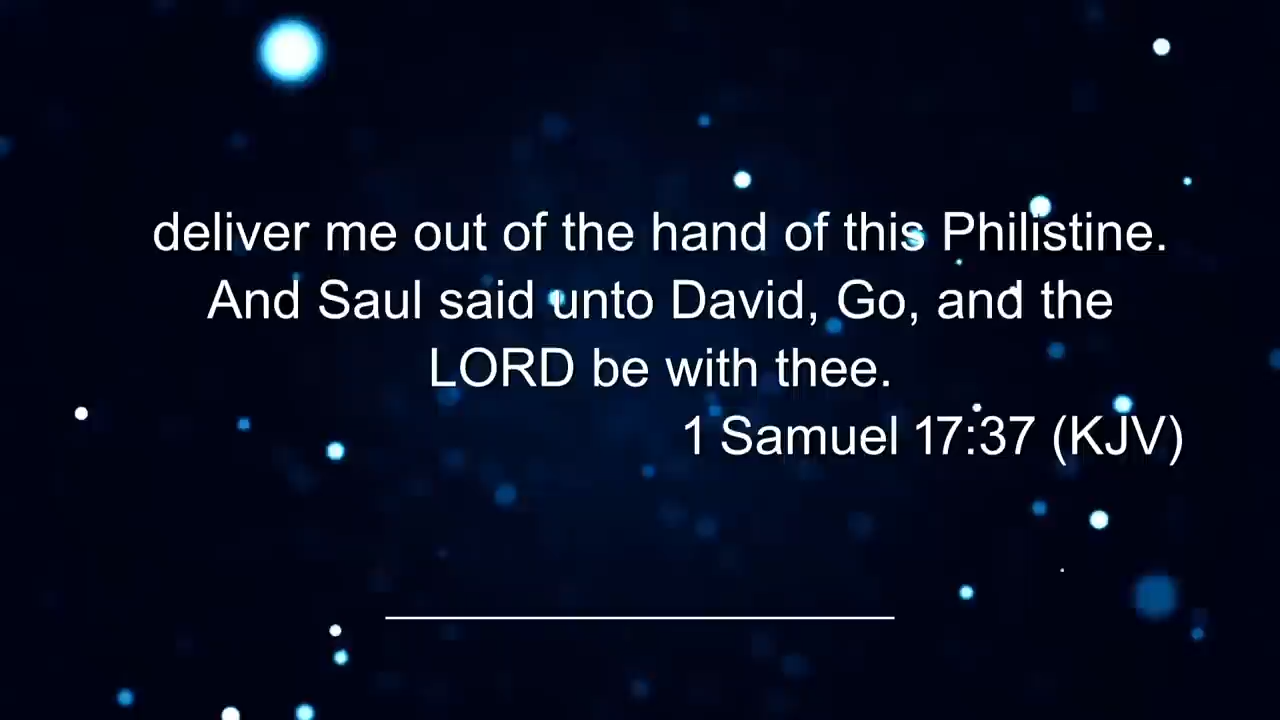 deliver me out of the hand of this Philistine.
And Saul said unto David, Go, and the
LORD be with thee.
1 Samuel 17:37 (KJV)